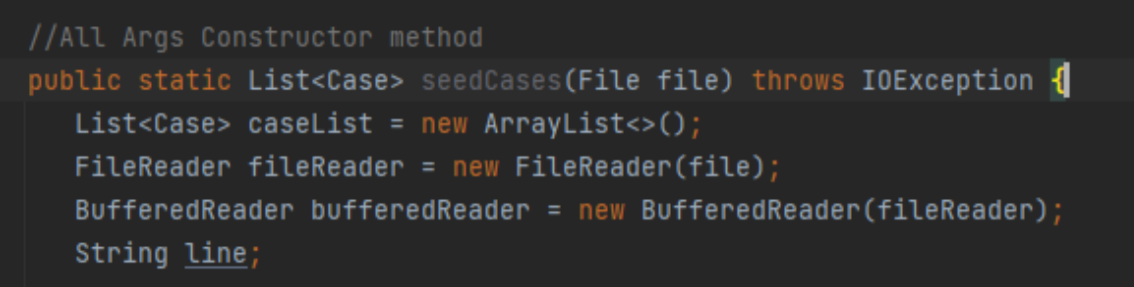 //All Args Constructor method
public static List<Case> seedCases(File file) throws IOException {
List<Case> caseList = new ArrayList<>();
FileReader fileReader = new FileReader(file);
BufferedReader bufferedReader = new BufferedReader(fileReader);
String line;